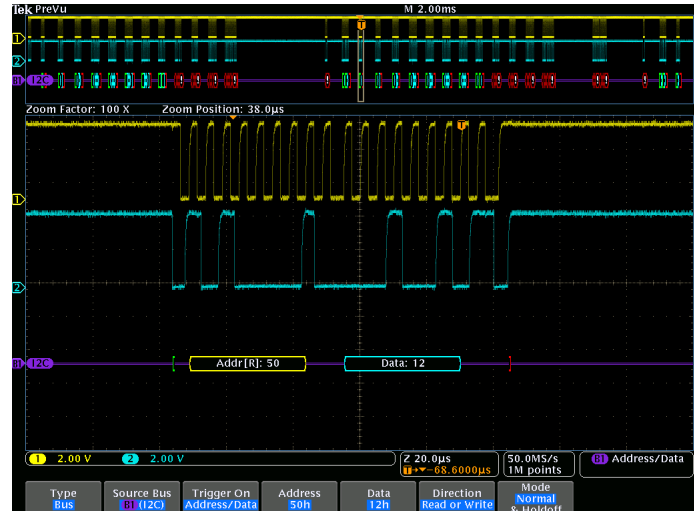 Tek PreVu M 2.00ms
T
1
2
B1 I2C
Zoom Factor: 100 X Zoom Position: 38.0µs
T
1
2
B1 I2C Addr[R]: 50 Data: 12
1 2.00 V 2 2.00 V Z 20.0µs 50.0MS/s B1 Address/Data
T→▼−68.6000µs 1M points
Type Source Bus Trigger On Address Data Direction Mode
Bus B1 (I2C) Address/Data 50h 12h Read or Write Normal
& Holdoff